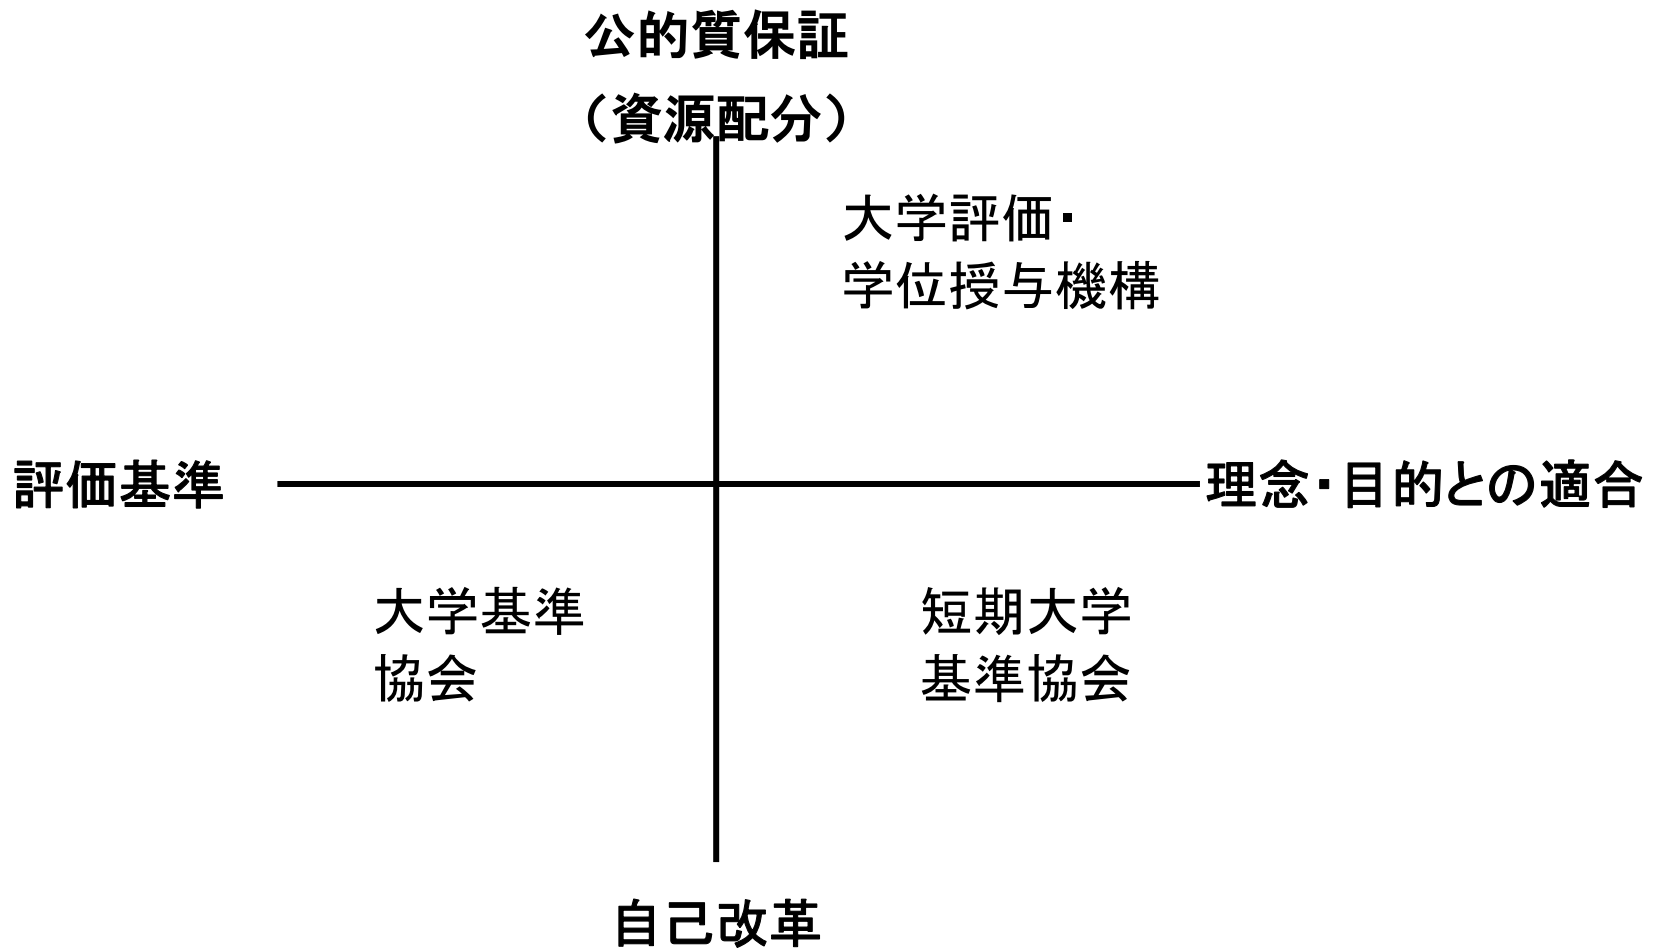 公的質保証
（資源配分）
大学評価・
学位授与機構
評価基準
理念・目的との適合
大学基準
協会
短期大学
基準協会
自己改革